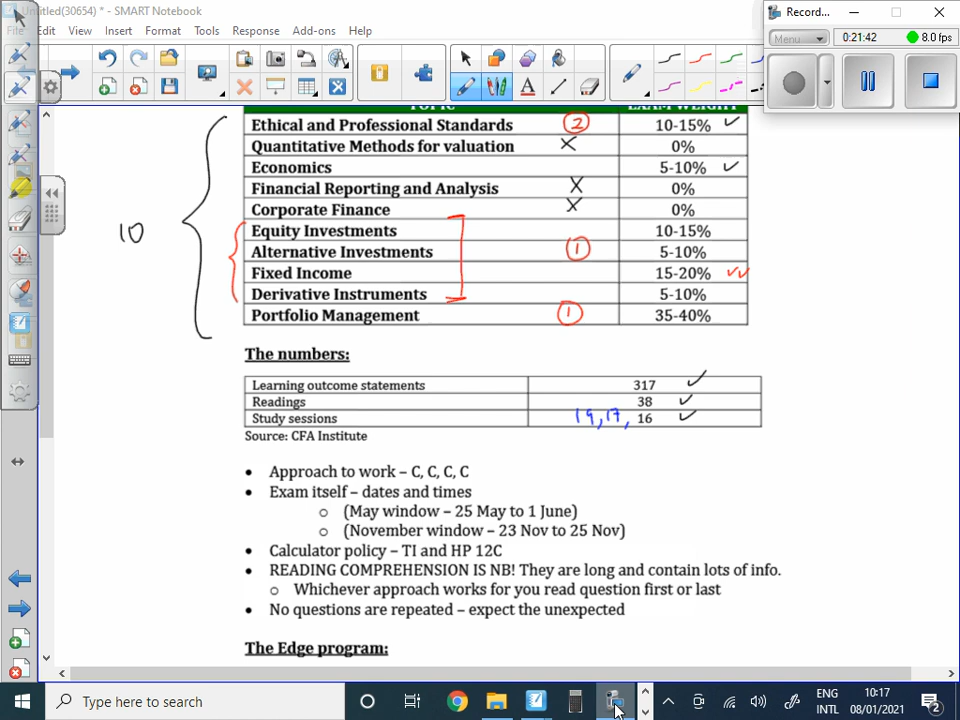 Untitled(30654) * - SMART Notebook
File Edit View Insert Format Tools Response Add-ons Help
Record...
Menu
0:21:42 8.0 fps
TOPIC EXAM WEIGHT
Ethical and Professional Standards 2 10-15%
Quantitative Methods for valuation X 0%
Economics 5-10%
Financial Reporting and Analysis X 0%
Corporate Finance X 0%
10
Equity Investments 10-15%
Alternative Investments 1 5-10%
Fixed Income 15-20%
Derivative Instruments 5-10%
Portfolio Management 1 35-40%
The numbers:
Learning outcome statements 317
Readings 38
Study sessions 19, 17, 16
Source: CFA Institute
• Approach to work – C, C, C, C
• Exam itself – dates and times
o (May window – 25 May to 1 June)
o (November window – 23 Nov to 25 Nov)
• Calculator policy – TI and HP 12C
• READING COMPREHENSION IS NB! They are long and contain lots of info.
o Whichever approach works for you read question first or last
• No questions are repeated – expect the unexpected
The Edge program:
Type here to search
ENG
INTL
10:17
08/01/2021
2